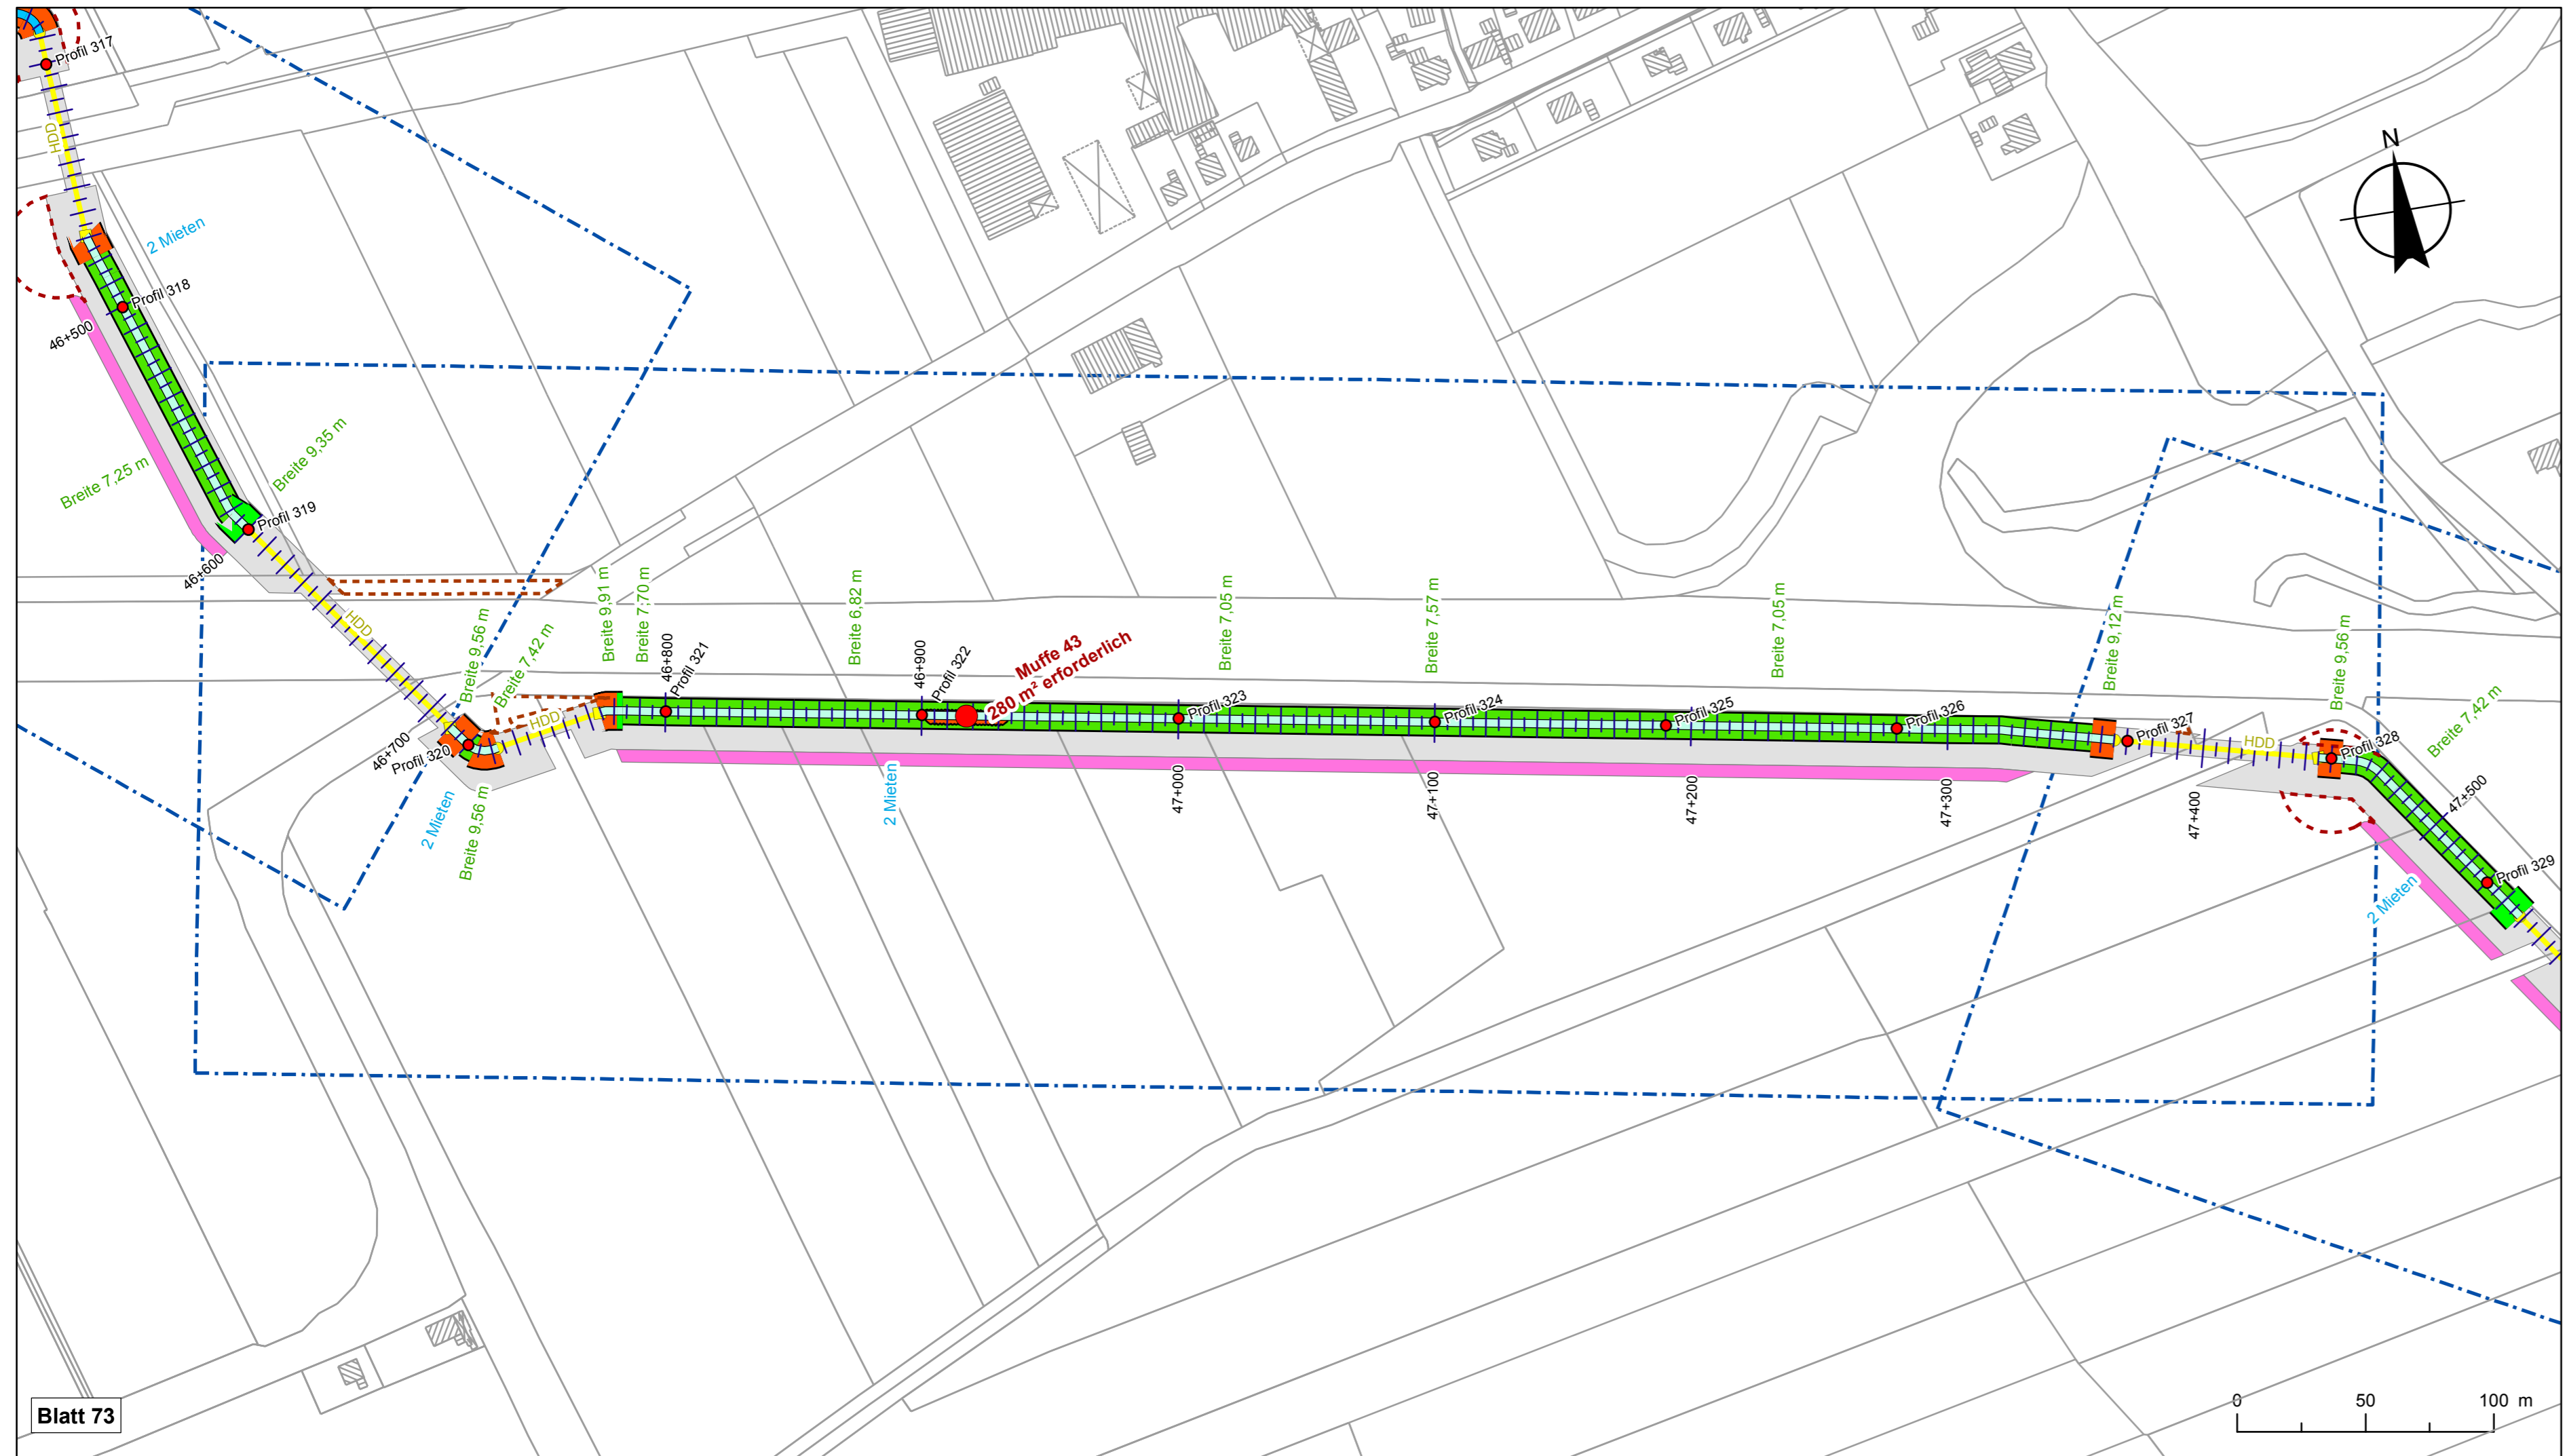 Profil 317
HDD
N
2 Mieten
Profil 318
46+500
Breite 9,35 m
Breite 7,25 m
Profil 319
46+600
HDD
Breite 9,56 m
Breite 7,42 m
Breite 9,91 m
Breite 7,70 m
46+800
Profil 321
Breite 6,82 m
46+900
Profil 322
Muffe 43
280 m² erforderlich
Breite 7,05 m
Profil 323
Breite 7,57 m
Profil 324
Profil 325
Breite 7,05 m
Profil 326
Breite 9,12 m
Profil 327
HDD
Breite 9,56 m
Profil 328
Breite 7,42 m
HDD
46+700
Profil 320
2 Mieten
Breite 9,56 m
2 Mieten
47+000
47+100
47+200
47+300
47+400
47+500
Profil 329
2 Mieten
Blatt 73
0 50 100 m